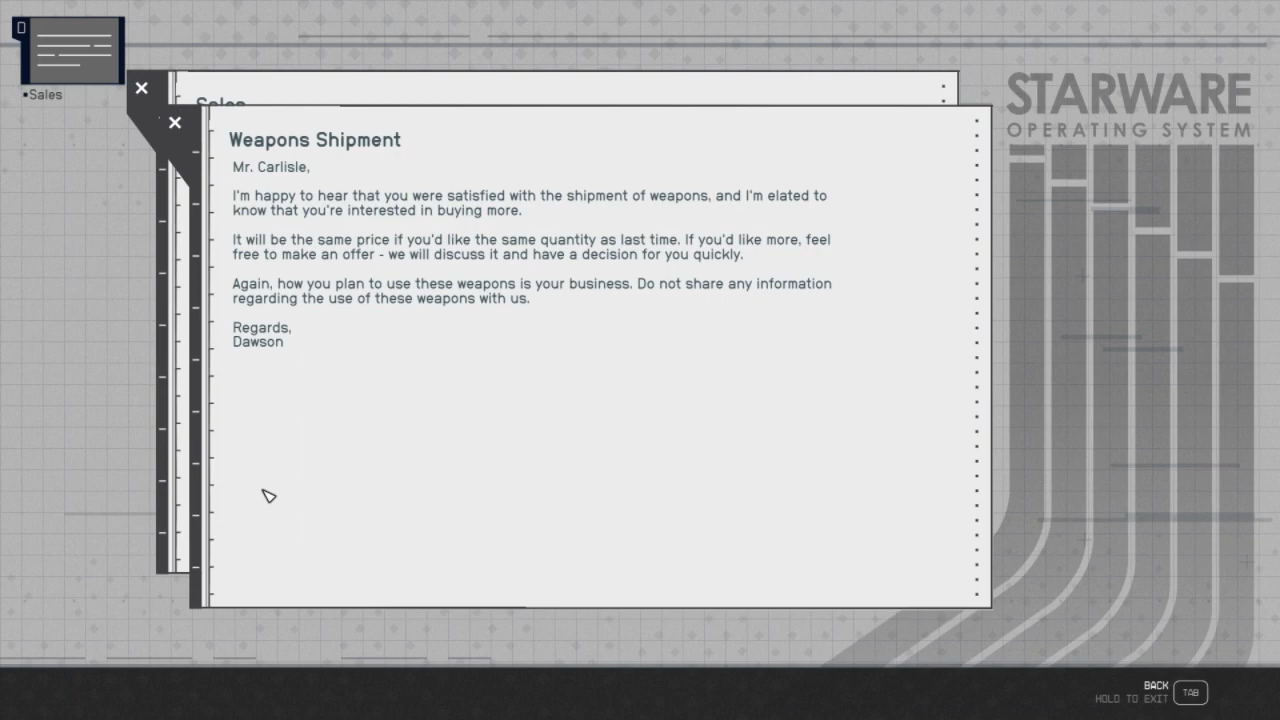 D
Sales
STARWARE
OPERATING SYSTEM
Sales
Weapons Shipment
Mr. Carlisle,
I'm happy to hear that you were satisfied with the shipment of weapons, and I'm elated to
know that you're interested in buying more.
It will be the same price if you'd like the same quantity as last time. If you'd like more, feel
free to make an offer - we will discuss it and have a decision for you quickly.
Again, how you plan to use these weapons is your business. Do not share any information
regarding the use of these weapons with us.
Regards,
Dawson
BACK
HOLD TO EXIT
TAB